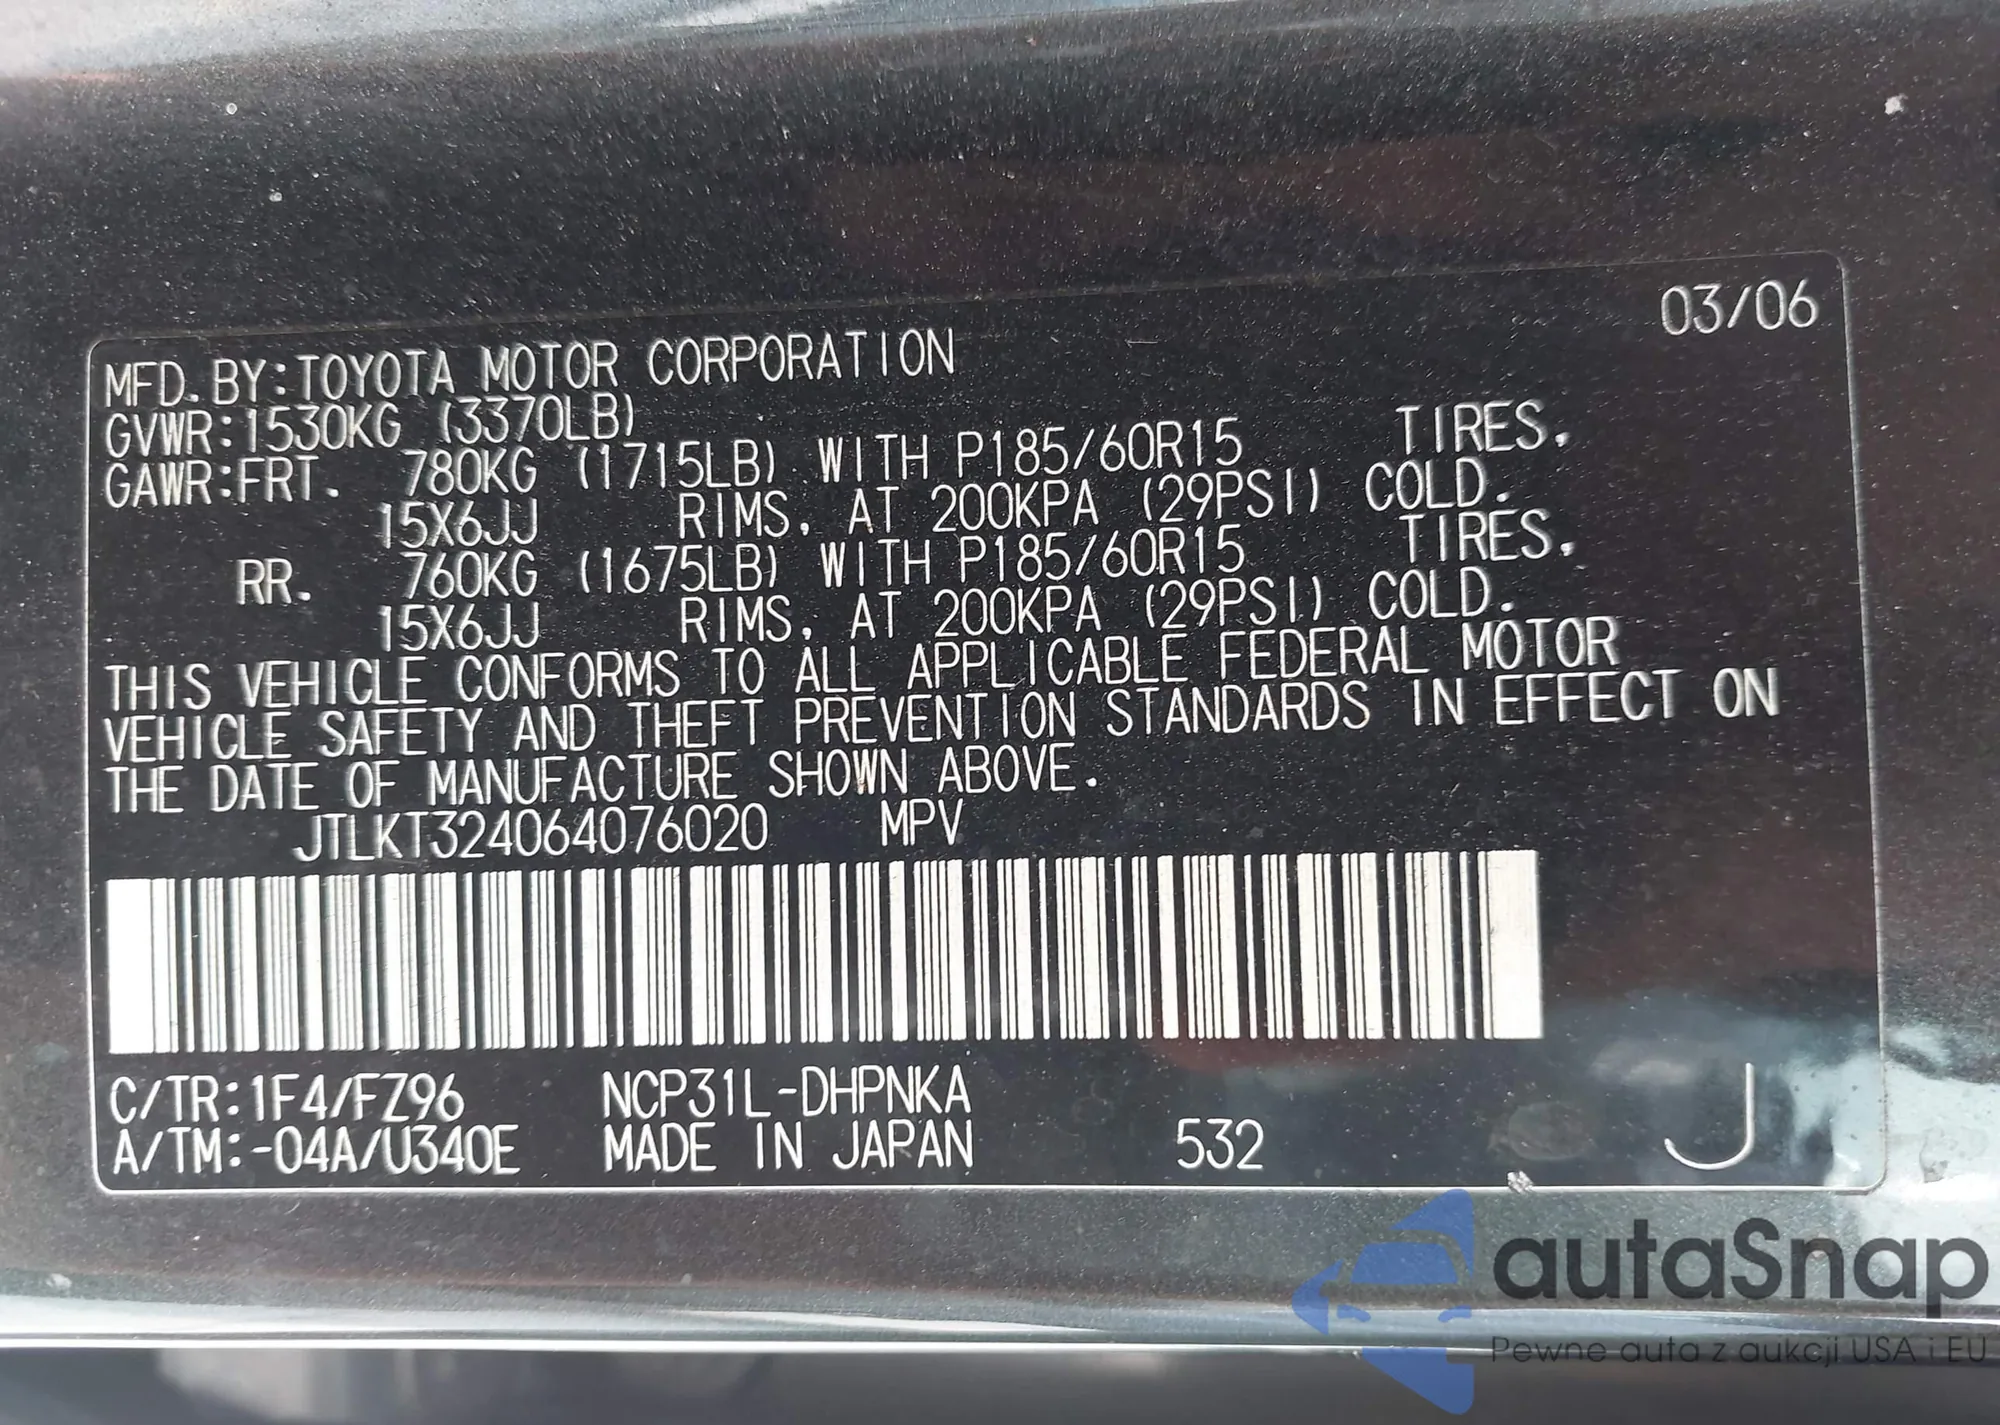 03/06
MFD. BY:TOYOTA MOTOR CORPORATION
GVWR:1530KG (3370LB)
GAWR:FRT. 780KG (1715LB) WITH P185/60R15 TIRES,
15X6JJ RIMS, AT 200KPA (29PSI) COLD.
RR. 760KG (1675LB) WITH P185/60R15 TIRES,
15X6JJ RIMS, AT 200KPA (29PSI) COLD.
THIS VEHICLE CONFORMS TO ALL APPLICABLE FEDERAL MOTOR
VEHICLE SAFETY AND THEFT PREVENTION STANDARDS IN EFFECT ON
THE DATE OF MANUFACTURE SHOWN ABOVE.
JTLKT324064076020 MPV
C/TR:1F4/FZ96 NCP31L-DHPNKA
A/TM:-04A/U340E MADE IN JAPAN 532 J
autaSnap
Pewne auta z aukcji USA i EU